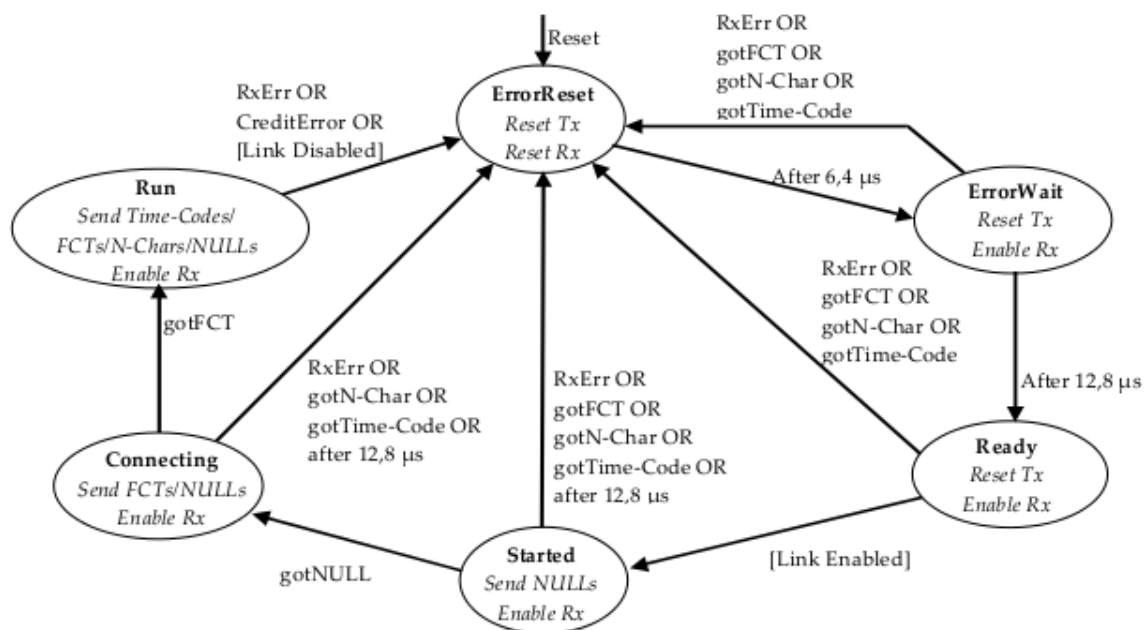 Reset
ErrorReset
Reset Tx
Reset Rx
RxErr OR
gotFCT OR
gotN-Char OR
gotTime-Code
RxErr OR
CreditError OR
[Link Disabled]
After 6,4 µs
Run
Send Time-Codes/
FCTs/N-Chars/NULLs
Enable Rx
ErrorWait
Reset Tx
Enable Rx
gotFCT
RxErr OR
gotN-Char OR
gotTime-Code OR
after 12,8 µs
RxErr OR
gotFCT OR
gotN-Char OR
gotTime-Code OR
after 12,8 µs
RxErr OR
gotFCT OR
gotN-Char OR
gotTime-Code
After 12,8 µs
Connecting
Send FCTs/NULLs
Enable Rx
Ready
Reset Tx
Enable Rx
gotNULL
Started
Send NULLs
Enable Rx
[Link Enabled]